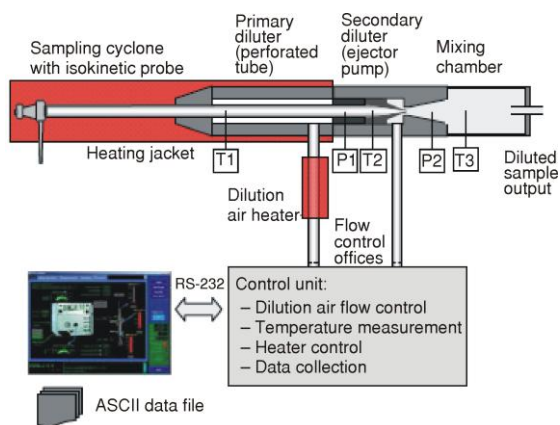 Sampling cyclone
with isokinetic probe
Primary
diluter
(perforated
tube)
Secondary
diluter
(ejector
pump)
Mixing
chamber
Heating jacket
T1
P1
T2
P2
T3
Diluted
sample
output
Dilution
air heater
Flow
control
offices
RS-232
Control unit:
– Dilution air flow control
– Temperature measurement
– Heater control
– Data collection
ASCII data file